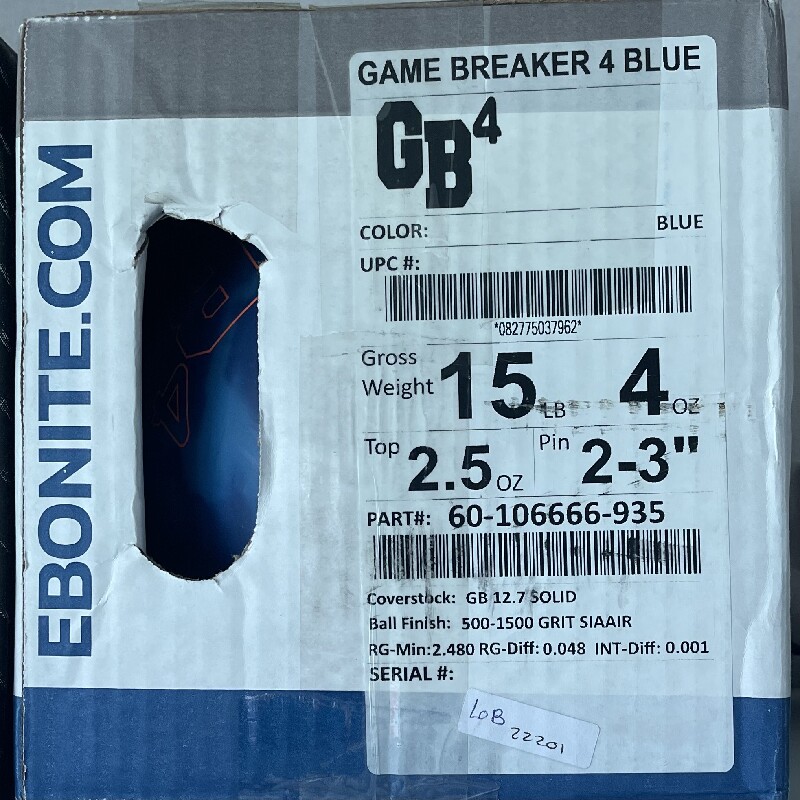 EBONITE.COM
GAME BREAKER 4 BLUE
GB4
COLOR: BLUE
UPC #:
*082775037962*
Gross Weight 15 LB 4 OZ
Top 2.5 OZ Pin 2-3"
PART#: 60-106666-935
Coverstock: GB 12.7 SOLID
Ball Finish: 500-1500 GRIT SIAAIR
RG-Min:2.480 RG-Diff: 0.048 INT-Diff: 0.001
SERIAL #:
LOB
22201